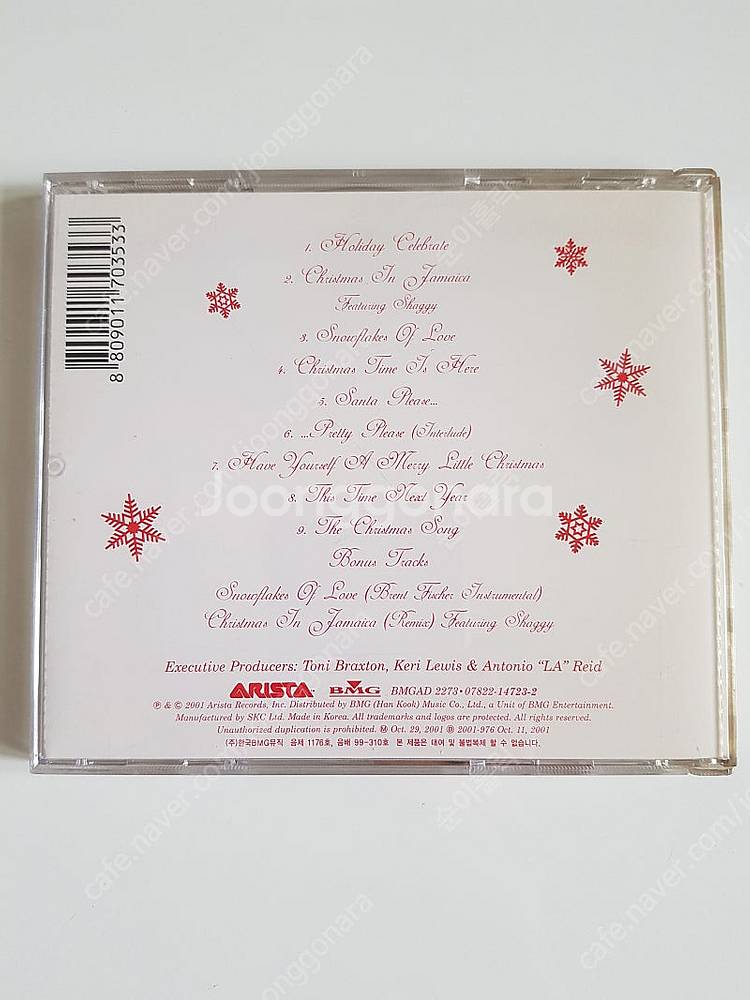 1. Holiday Celebrate
2. Christmas In Jamaica
Featuring Shaggy
3. Snowflakes Of Love
4. Christmas Time Is Here
5. Santa Please...
6. ...Pretty Please (Interlude)
7. Have Yourself A Merry Little Christmas
8. This Time Next Year
9. The Christmas Song
Bonus Tracks
Snowflakes Of Love (Brent Fischer Instrumental)
Christmas In Jamaica (Remix) Featuring Shaggy
8 809011 703533
Executive Producers: Toni Braxton, Keri Lewis & Antonio "LA" Reid
ARISTA. BMG BMGAD 2273·07822-14723-2
Ⓟ & © 2001 Arista Records, Inc. Distributed by BMG (Han Kook) Music Co., Ltd., a Unit of BMG Entertainment.
Manufactured by SKC Ltd. Made in Korea. All trademarks and logos are protected. All rights reserved.
Unauthorized duplication is prohibited. Ⓜ Oct. 29, 2001 Ⓓ 2001-976 Oct. 11, 2001
(주)한국BMG뮤직 음제 1176호, 음배 99-310호 본 제품은 대여 및 불법복제 할 수 없습니다.
Joonggonara
cafe.naver.com/joonggonara